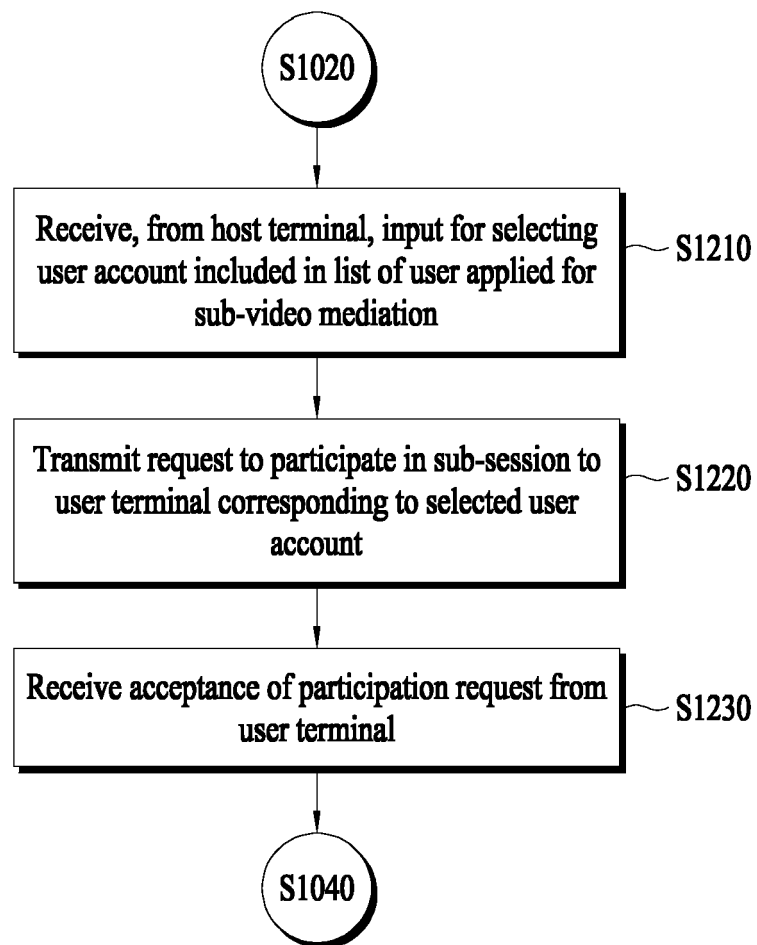 S1020
Receive, from host terminal, input for selecting
user account included in list of user applied for
sub-video mediation
S1210
Transmit request to participate in sub-session to
user terminal corresponding to selected user
account
S1220
Receive acceptance of participation request from
user terminal
S1230
S1040